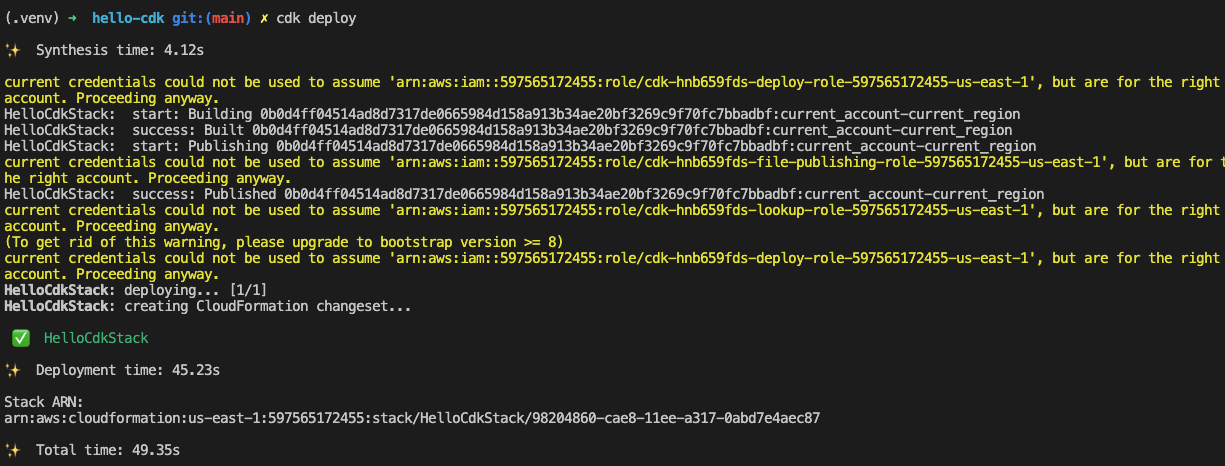 (.venv) ➜ hello-cdk git:(main) ✗ cdk deploy
✨ Synthesis time: 4.12s
current credentials could not be used to assume 'arn:aws:iam::597565172455:role/cdk-hnb659fds-deploy-role-597565172455-us-east-1', but are for the right
account. Proceeding anyway.
HelloCdkStack: start: Building 0b0d4ff04514ad8d7317de0665984d158a913b34ae20bf3269c9f70fc7bbadbf:current_account-current_region
HelloCdkStack: success: Built 0b0d4ff04514ad8d7317de0665984d158a913b34ae20bf3269c9f70fc7bbadbf:current_account-current_region
HelloCdkStack: start: Publishing 0b0d4ff04514ad8d7317de0665984d158a913b34ae20bf3269c9f70fc7bbadbf:current_account-current_region
current credentials could not be used to assume 'arn:aws:iam::597565172455:role/cdk-hnb659fds-file-publishing-role-597565172455-us-east-1', but are for t
he right account. Proceeding anyway.
HelloCdkStack: success: Published 0b0d4ff04514ad8d7317de0665984d158a913b34ae20bf3269c9f70fc7bbadbf:current_account-current_region
current credentials could not be used to assume 'arn:aws:iam::597565172455:role/cdk-hnb659fds-lookup-role-597565172455-us-east-1', but are for the right
account. Proceeding anyway.
(To get rid of this warning, please upgrade to bootstrap version >= 8)
current credentials could not be used to assume 'arn:aws:iam::597565172455:role/cdk-hnb659fds-deploy-role-597565172455-us-east-1', but are for the right
account. Proceeding anyway.
HelloCdkStack: deploying... [1/1]
HelloCdkStack: creating CloudFormation changeset...
✅ HelloCdkStack
✨ Deployment time: 45.23s
Stack ARN:
arn:aws:cloudformation:us-east-1:597565172455:stack/HelloCdkStack/98204860-cae8-11ee-a317-0abd7e4aec87
✨ Total time: 49.35s